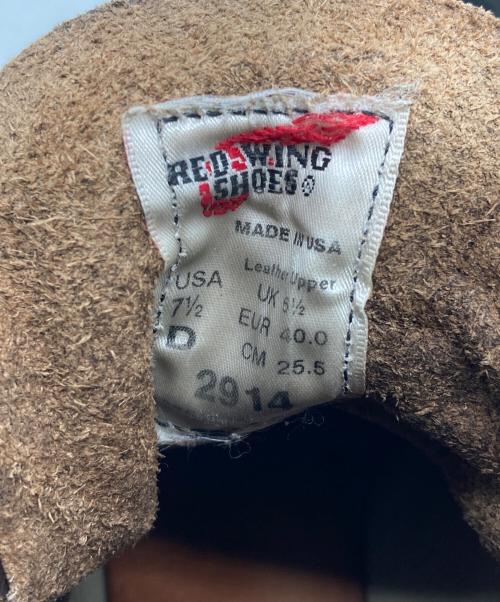 RED WING
SHOES®
MADE IN USA
Leather Upper
USA
7½
D
UK 6½
EUR 40.0
CM 25.5
2914